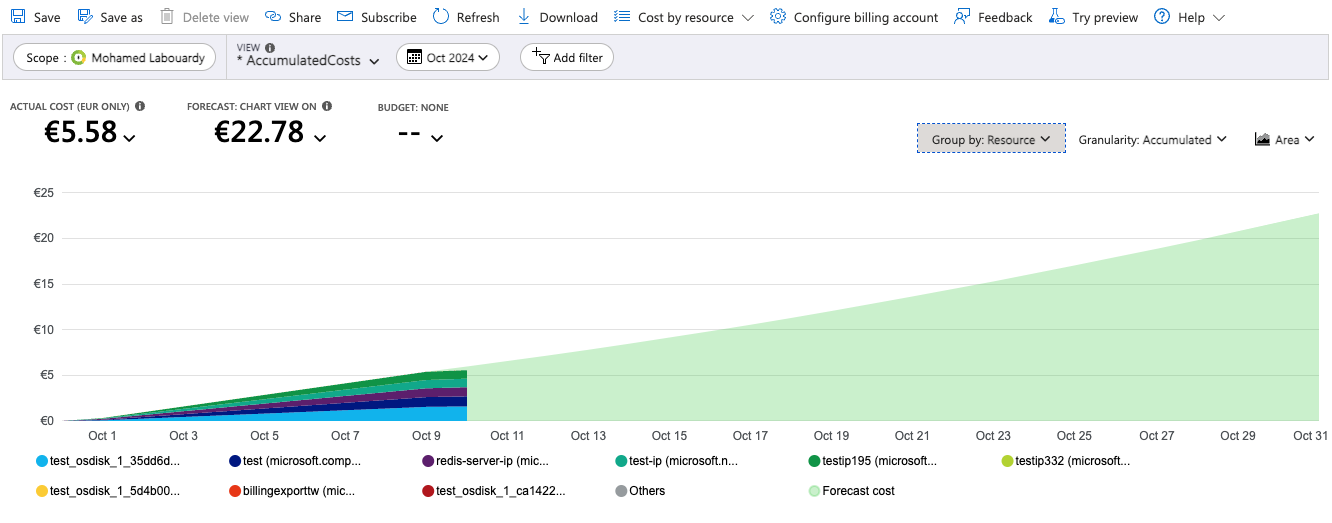 Save Save as Delete view Share Subscribe Refresh Download Cost by resource Configure billing account Feedback Try preview Help
Scope : Mohamed Labouardy
VIEW
* AccumulatedCosts
Oct 2024
Add filter
ACTUAL COST (EUR ONLY) FORECAST: CHART VIEW ON BUDGET: NONE
€5.58 €22.78 --
Group by: Resource Granularity: Accumulated Area
€25
€20
€15
€10
€5
€0
Oct 1 Oct 3 Oct 5 Oct 7 Oct 9 Oct 11 Oct 13 Oct 15 Oct 17 Oct 19 Oct 21 Oct 23 Oct 25 Oct 27 Oct 29 Oct 31
test_osdisk_1_35dd6d... test (microsoft.comp... redis-server-ip (mic... test-ip (microsoft.n... testip195 (microsoft... testip332 (microsoft...
test_osdisk_1_5d4b00... billingexporttw (mic... test_osdisk_1_ca1422... Others Forecast cost